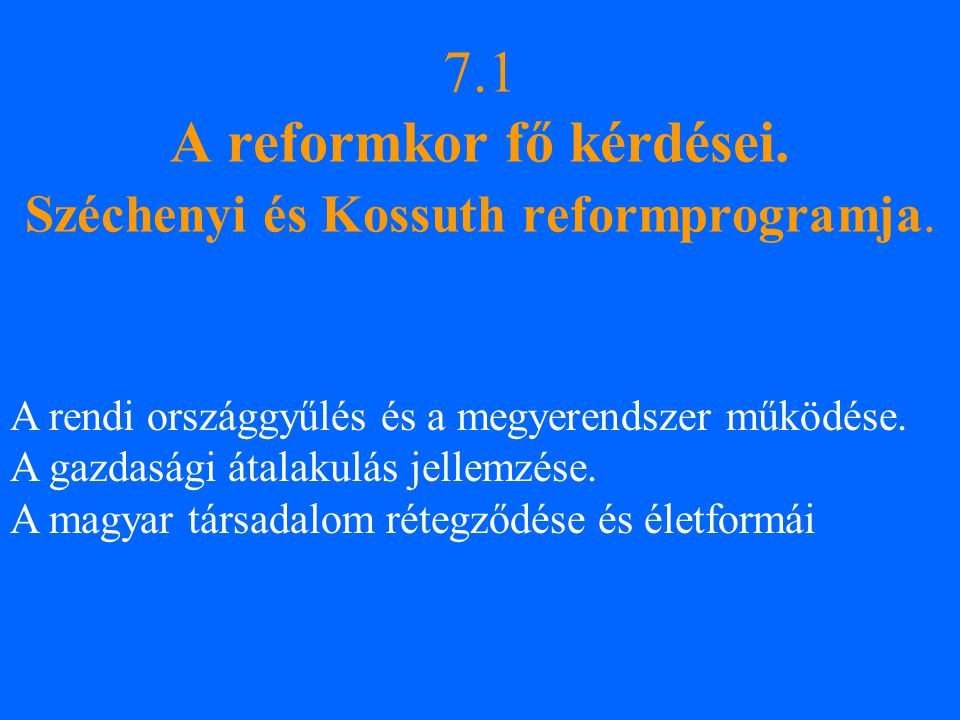 7.1
A reformkor fő kérdései.
Széchenyi és Kossuth reformprogramja.
A rendi országgyűlés és a megyerendszer működése.
A gazdasági átalakulás jellemzése.
A magyar társadalom rétegződése és életformái